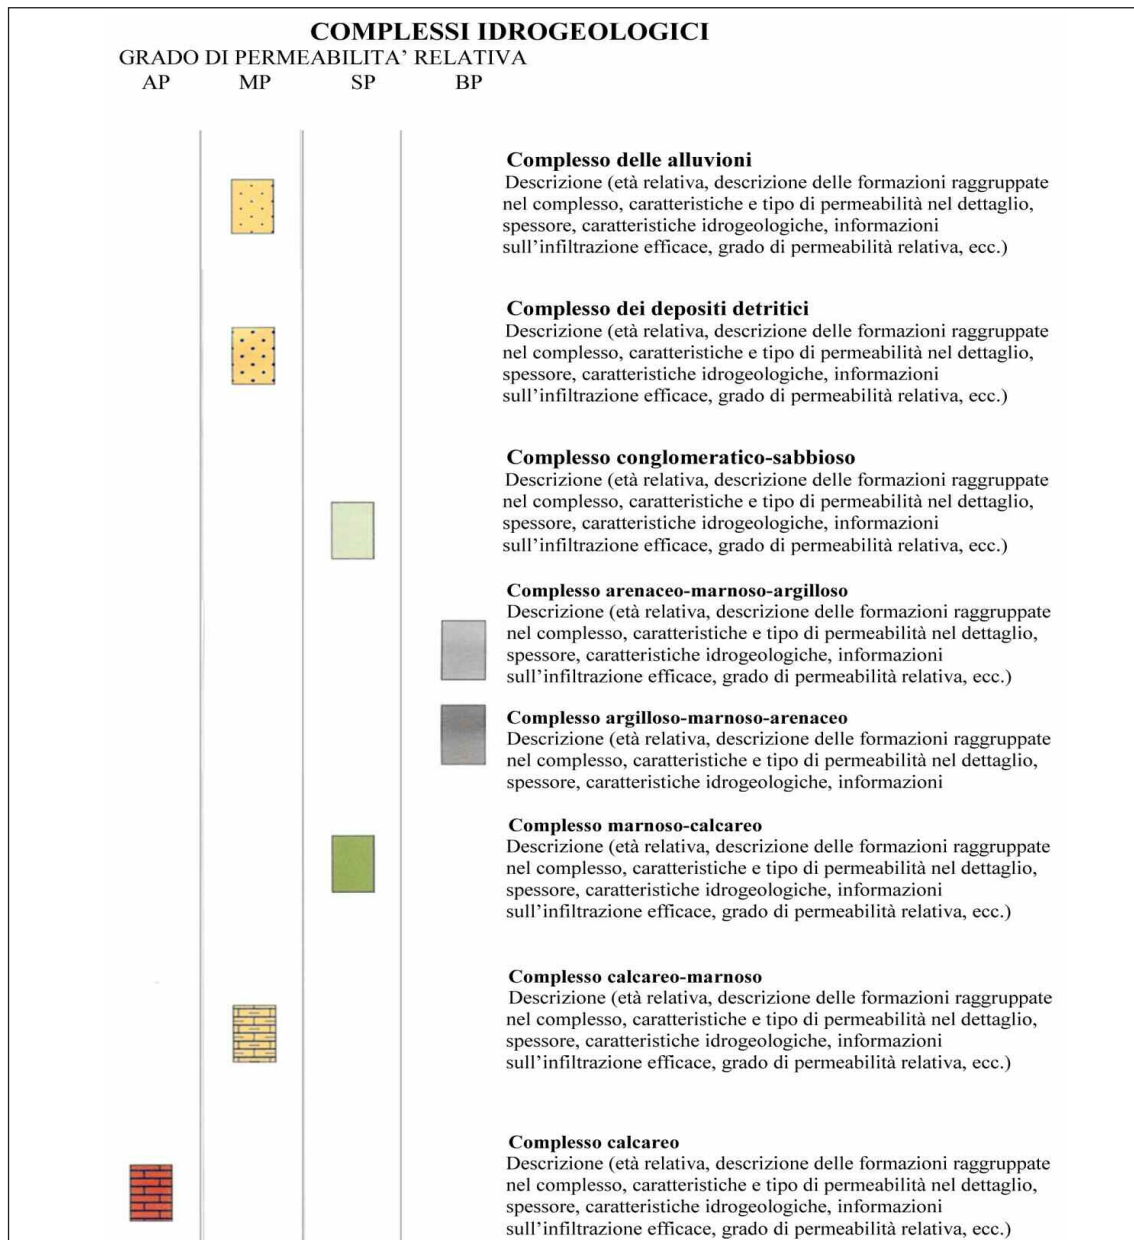 COMPLESSI IDROGEOLOGICI
GRADO DI PERMEABILITA' RELATIVA
AP MP SP BP
Complesso delle alluvioni
Descrizione (età relativa, descrizione delle formazioni raggruppate
nel complesso, caratteristiche e tipo di permeabilità nel dettaglio,
spessore, caratteristiche idrogeologiche, informazioni
sull'infiltrazione efficace, grado di permeabilità relativa, ecc.)
Complesso dei depositi detritici
Descrizione (età relativa, descrizione delle formazioni raggruppate
nel complesso, caratteristiche e tipo di permeabilità nel dettaglio,
spessore, caratteristiche idrogeologiche, informazioni
sull'infiltrazione efficace, grado di permeabilità relativa, ecc.)
Complesso conglomeratico-sabbioso
Descrizione (età relativa, descrizione delle formazioni raggruppate
nel complesso, caratteristiche e tipo di permeabilità nel dettaglio,
spessore, caratteristiche idrogeologiche, informazioni
sull'infiltrazione efficace, grado di permeabilità relativa, ecc.)
Complesso arenaceo-marnoso-argilloso
Descrizione (età relativa, descrizione delle formazioni raggruppate
nel complesso, caratteristiche e tipo di permeabilità nel dettaglio,
spessore, caratteristiche idrogeologiche, informazioni
sull'infiltrazione efficace, grado di permeabilità relativa, ecc.)
Complesso argilloso-marnoso-arenaceo
Descrizione (età relativa, descrizione delle formazioni raggruppate
nel complesso, caratteristiche e tipo di permeabilità nel dettaglio,
spessore, caratteristiche idrogeologiche, informazioni
Complesso marnoso-calcareo
Descrizione (età relativa, descrizione delle formazioni raggruppate
nel complesso, caratteristiche e tipo di permeabilità nel dettaglio,
spessore, caratteristiche idrogeologiche, informazioni
sull'infiltrazione efficace, grado di permeabilità relativa, ecc.)
Complesso calcareo-marnoso
Descrizione (età relativa, descrizione delle formazioni raggruppate
nel complesso, caratteristiche e tipo di permeabilità nel dettaglio,
spessore, caratteristiche idrogeologiche, informazioni
sull'infiltrazione efficace, grado di permeabilità relativa, ecc.)
Complesso calcareo
Descrizione (età relativa, descrizione delle formazioni raggruppate
nel complesso, caratteristiche e tipo di permeabilità nel dettaglio,
spessore, caratteristiche idrogeologiche, informazioni
sull'infiltrazione efficace, grado di permeabilità relativa, ecc.)